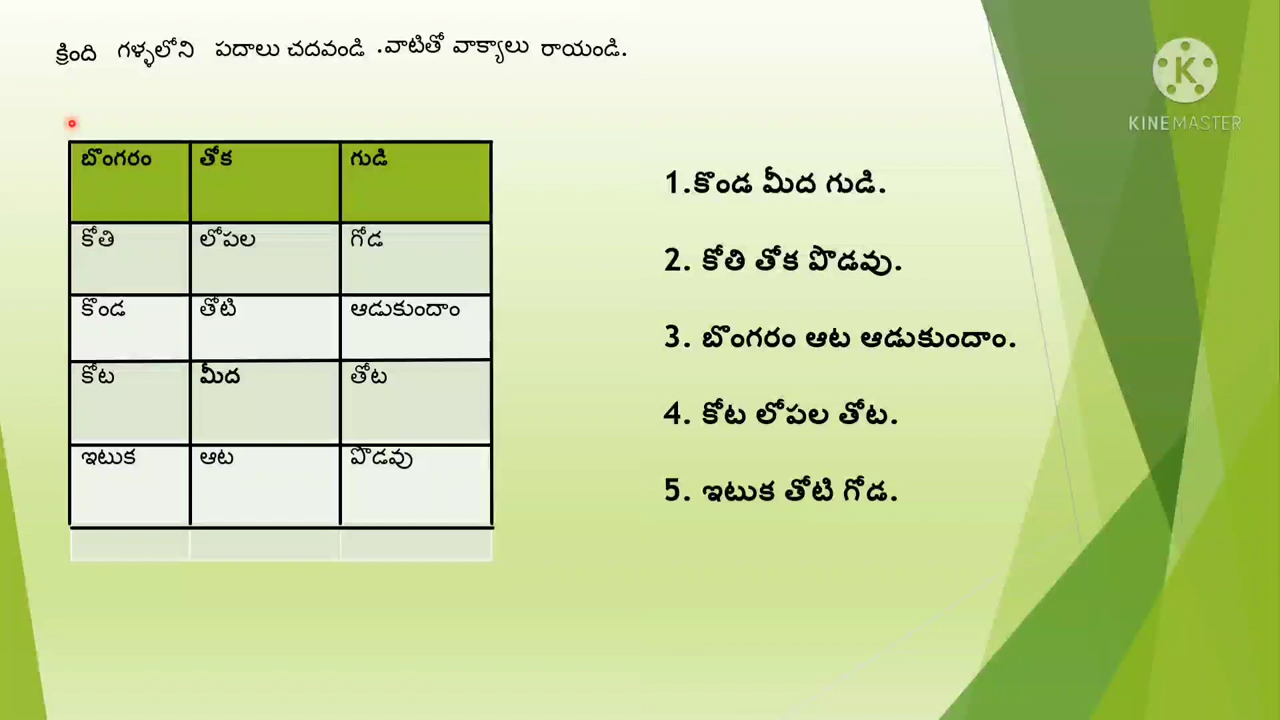 క్రింది గళ్ళలోని పదాలు చదవండి .వాటితో వాక్యాలు రాయండి.
KINEMASTER
బొంగరం తోక గుడి
కోతి లోపల గోడ
కొండ తోటి ఆడుకుందాం
కోట మీద తోట
ఇటుక ఆట పొడవు
1.కొండ మీద గుడి.
2. కోతి తోక పొడవు.
3. బొంగరం ఆట ఆడుకుందాం.
4. కోట లోపల తోట.
5. ఇటుక తోటి గోడ.